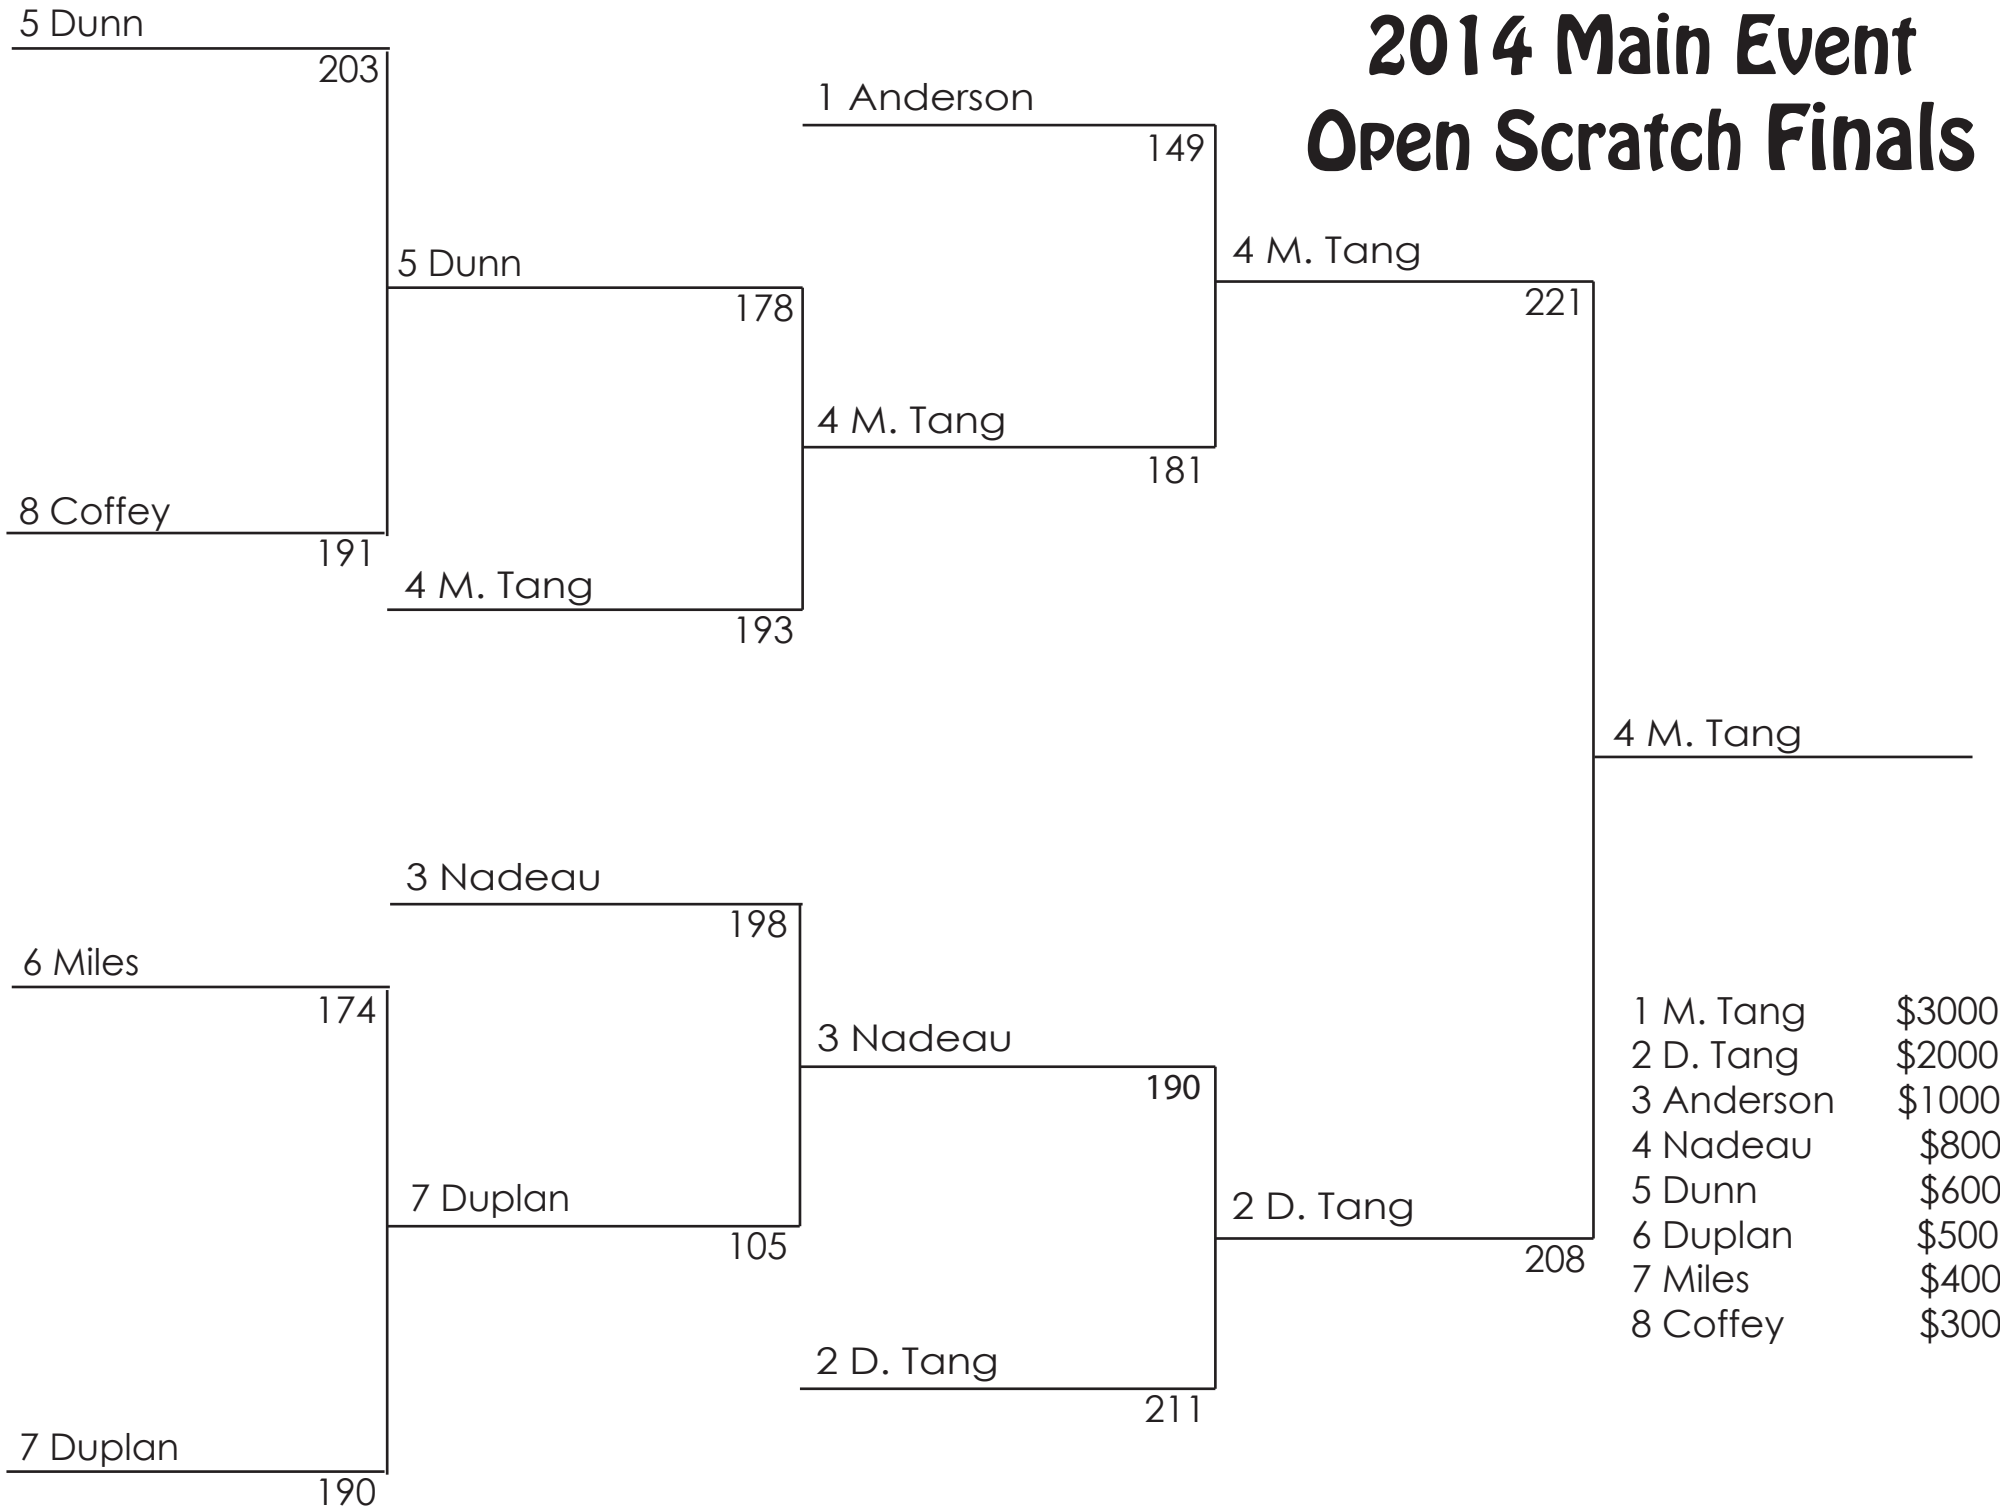 2014 Main Event
Open Scratch Finals
5 Dunn
203
8 Coffey
191
5 Dunn
178
4 M. Tang
193
1 Anderson
149
4 M. Tang
181
4 M. Tang
221
4 M. Tang
6 Miles
174
7 Duplan
190
3 Nadeau
198
7 Duplan
105
3 Nadeau
190
2 D. Tang
211
2 D. Tang
208
1 M. Tang $3000
2 D. Tang $2000
3 Anderson $1000
4 Nadeau $800
5 Dunn $600
6 Duplan $500
7 Miles $400
8 Coffey $300